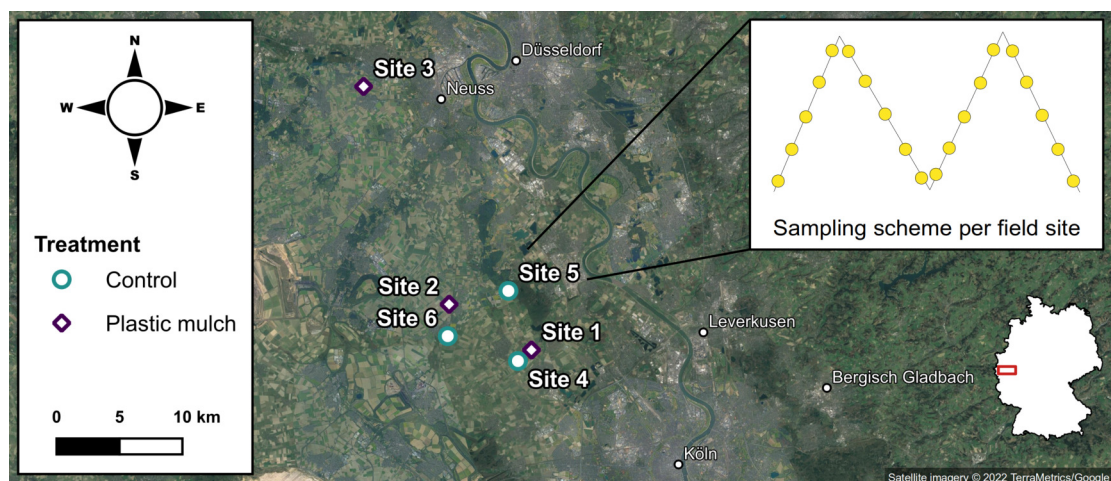 N
W
E
S
Treatment
Control
Plastic mulch
0 5 10 km
Düsseldorf
Site 3
Neuss
Site 5
Site 2
Site 6
Site 1
Site 4
Leverkusen
Bergisch Gladbach
Köln
Sampling scheme per field site
Satellite imagery © 2022 TerraMetrics/Google